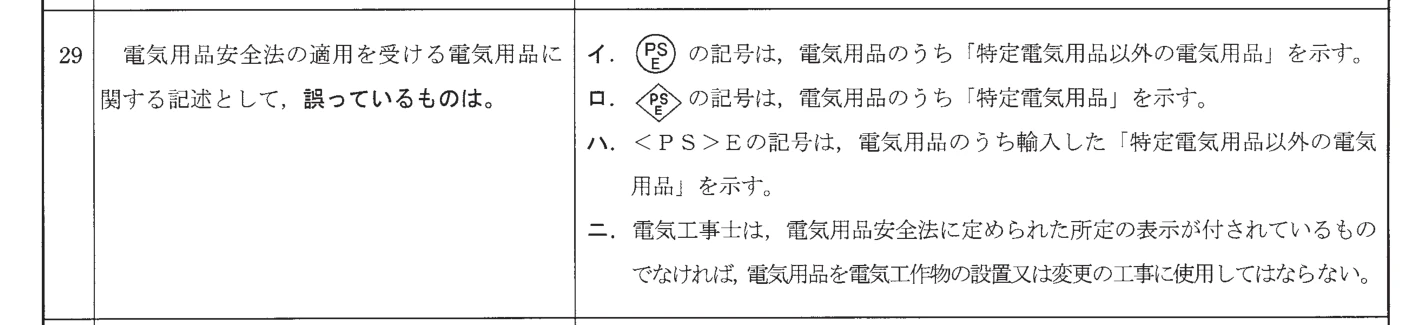 29
電気用品安全法の適用を受ける電気用品に
関する記述として，誤っているものは。
イ． PS E の記号は，電気用品のうち「特定電気用品以外の電気用品」を示す。
ロ． PS E の記号は，電気用品のうち「特定電気用品」を示す。
ハ． ＜ＰＳ＞Ｅの記号は，電気用品のうち輸入した「特定電気用品以外の電気
用品」を示す。
ニ． 電気工事士は，電気用品安全法に定められた所定の表示が付されているもの
でなければ，電気用品を電気工作物の設置又は変更の工事に使用してはならない。